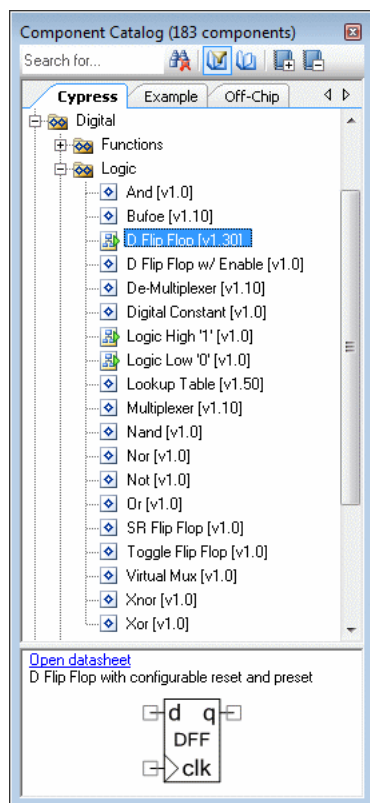 Component Catalog (183 components)
Search for...
Cypress Example Off-Chip
Digital
Functions
Logic
And [v1.0]
Bufoe [v1.10]
D Flip Flop [v1.30]
D Flip Flop w/ Enable [v1.0]
De-Multiplexer [v1.10]
Digital Constant [v1.0]
Logic High '1' [v1.0]
Logic Low '0' [v1.0]
Lookup Table [v1.50]
Multiplexer [v1.10]
Nand [v1.0]
Nor [v1.0]
Not [v1.0]
Or [v1.0]
SR Flip Flop [v1.0]
Toggle Flip Flop [v1.0]
Virtual Mux [v1.0]
Xnor [v1.0]
Xor [v1.0]
Open datasheet
D Flip Flop with configurable reset and preset
d q
DFF
clk